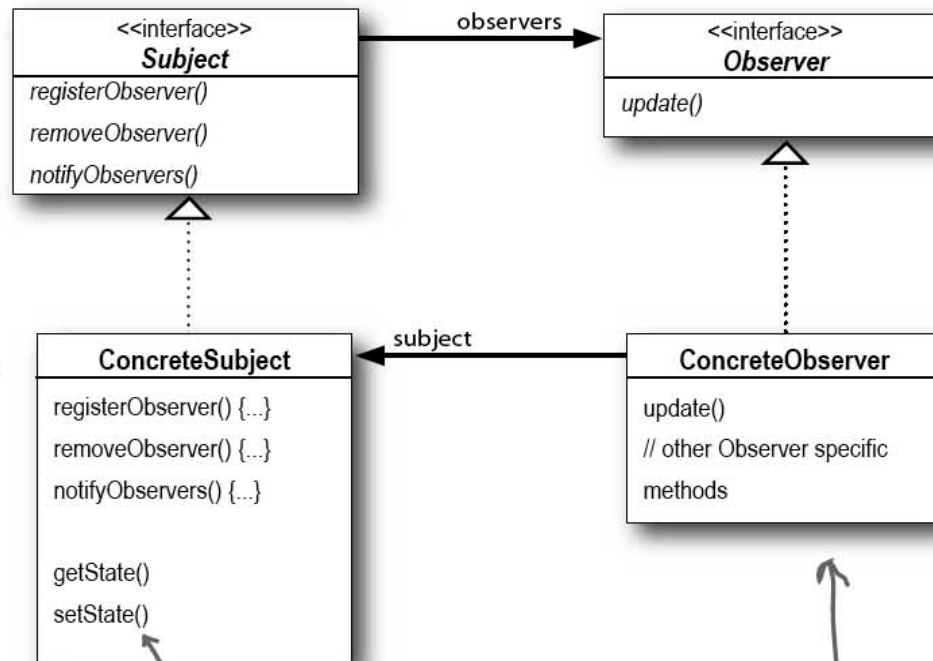 <<interface>>
Subject
registerObserver()
removeObserver()
notifyObservers()
observers
<<interface>>
Observer
update()
ConcreteSubject
registerObserver() {...}
removeObserver() {...}
notifyObservers() {...}
getState()
setState()
subject
ConcreteObserver
update()
// other Observer specific
methods